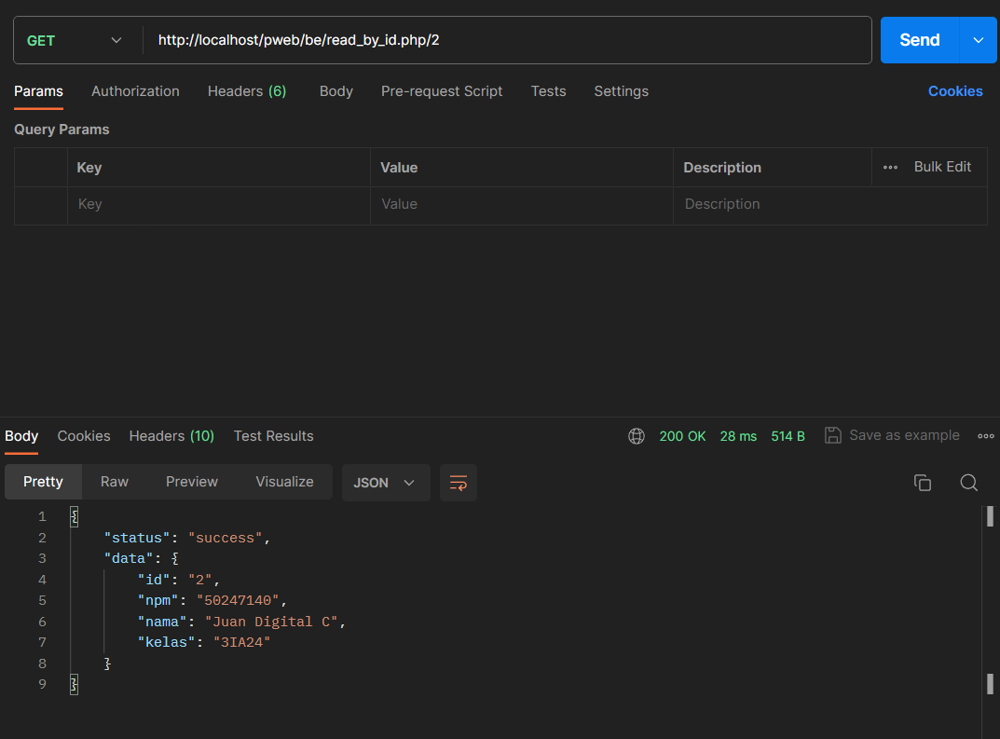 GET http://localhost/pweb/be/read_by_id.php/2 Send
Params Authorization Headers (6) Body Pre-request Script Tests Settings Cookies
Query Params
Key Value Description Bulk Edit
Key Value Description
Body Cookies Headers (10) Test Results 200 OK 28 ms 514 B Save as example
Pretty Raw Preview Visualize JSON
1 {
2 "status": "success",
3 "data": {
4 "id": "2",
5 "npm": "50247140",
6 "nama": "Juan Digital C",
7 "kelas": "3IA24"
8 }
9 }